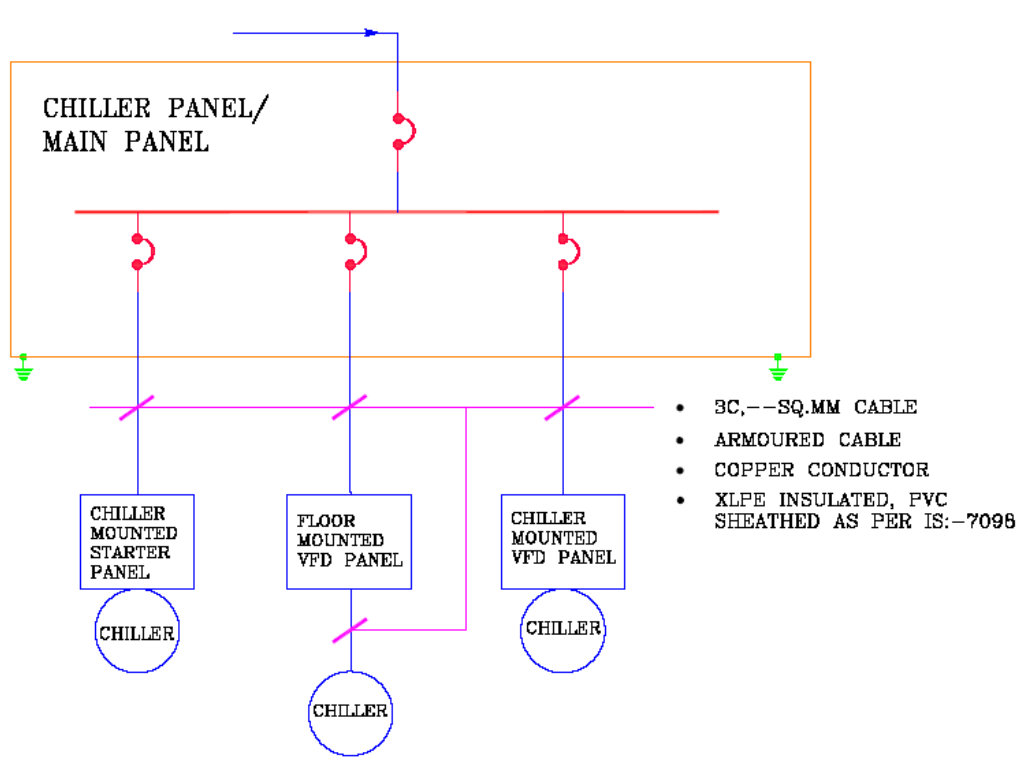 CHILLER PANEL/
MAIN PANEL
• 3C,--SQ.MM CABLE
• ARMOURED CABLE
• COPPER CONDUCTOR
• XLPE INSULATED, PVC
SHEATHED AS PER IS:-7098
CHILLER
MOUNTED
STARTER
PANEL
FLOOR
MOUNTED
VFD PANEL
CHILLER
MOUNTED
VFD PANEL
CHILLER
CHILLER
CHILLER